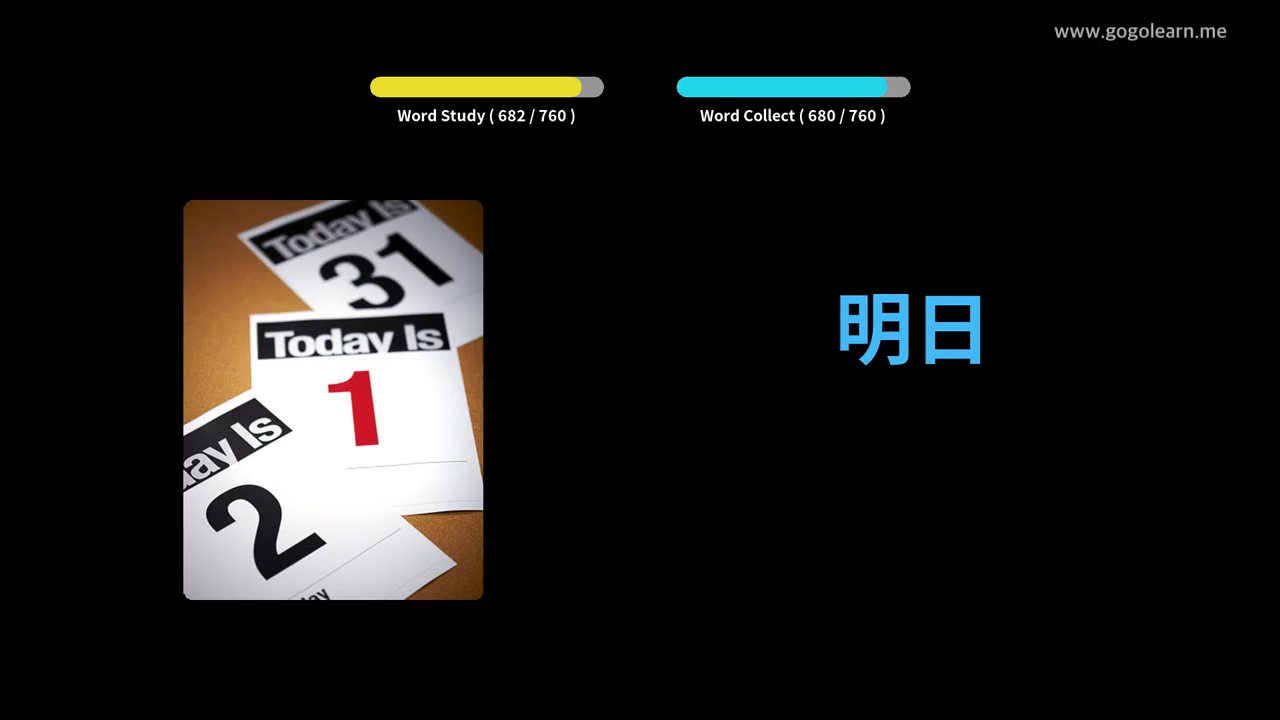 www.gogolearn.me
Word Study ( 682 / 760 )
Word Collect ( 680 / 760 )
Today Is
31
Today Is
1
day Is
2
明日